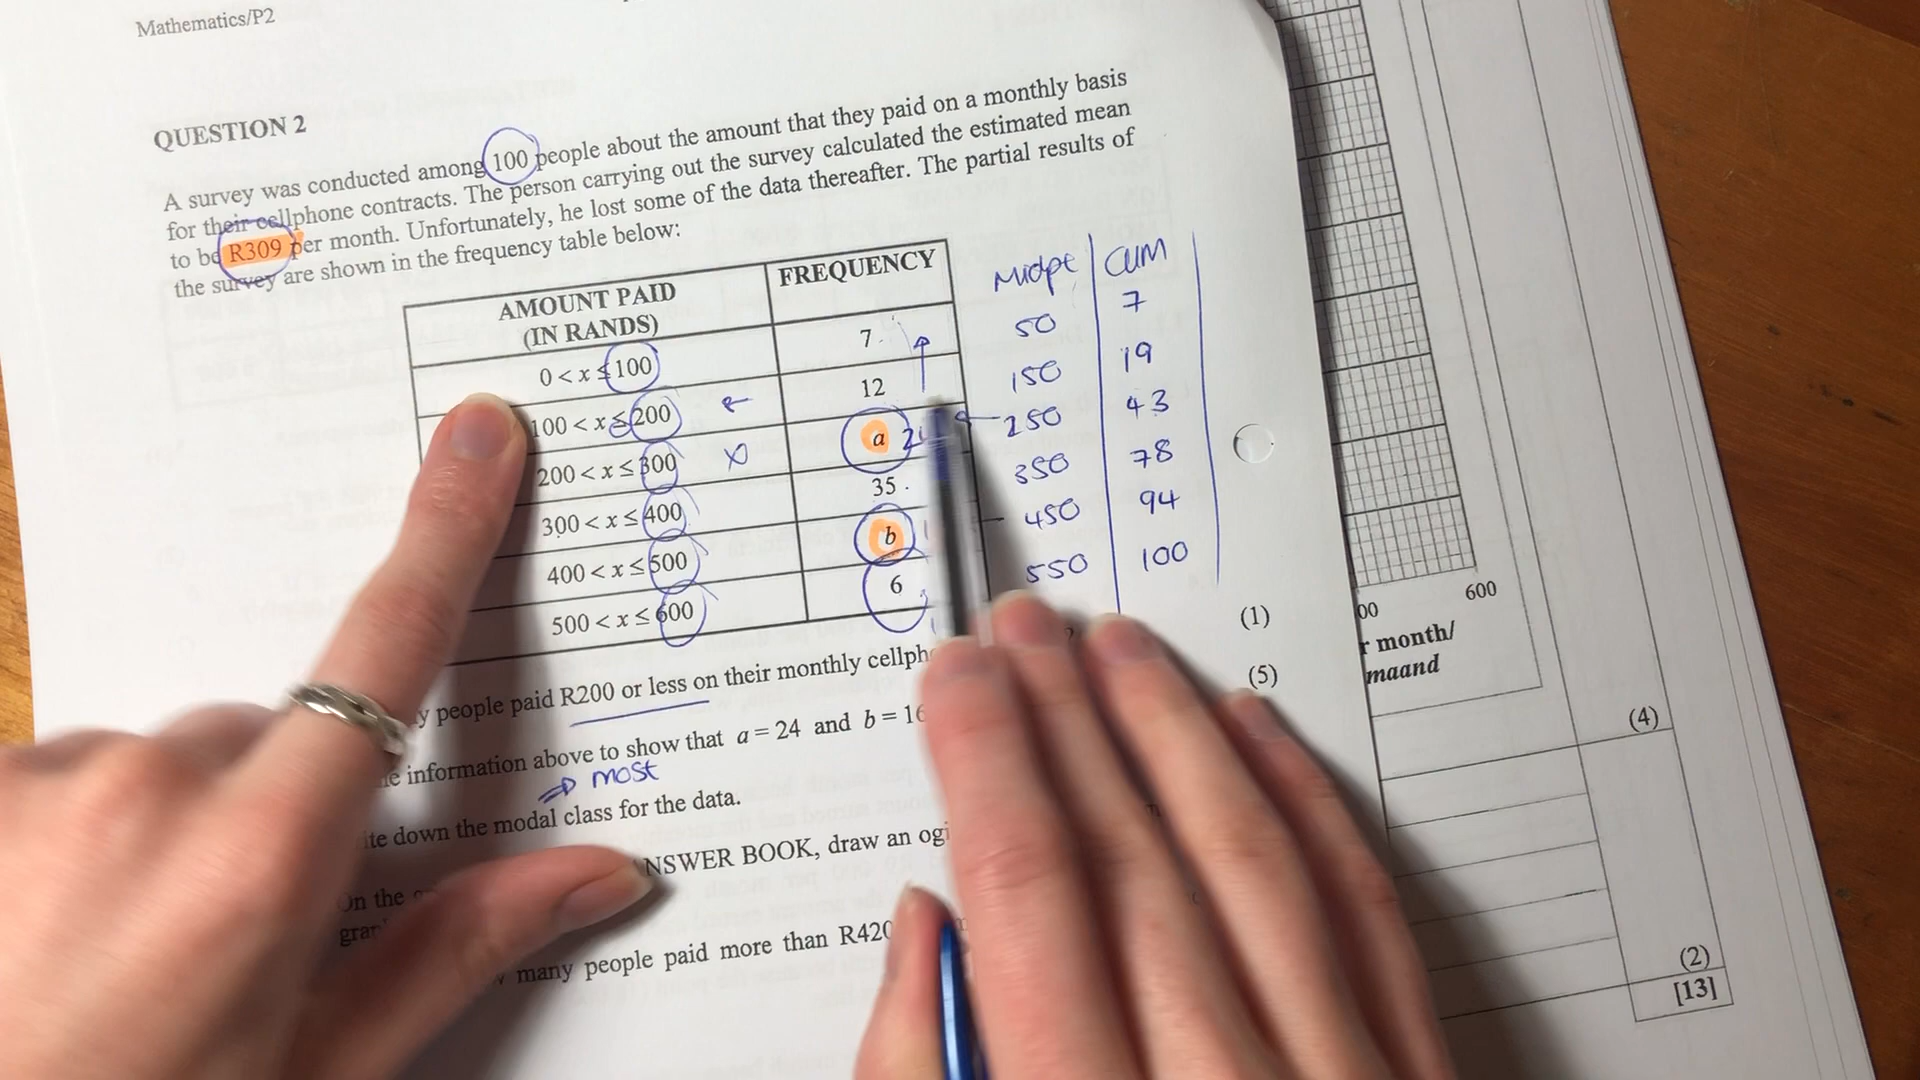 Mathematics/P2
QUESTION 2
A survey was conducted among 100 people about the amount that they paid on a monthly basis
for their cellphone contracts. The person carrying out the survey calculated the estimated mean
to be R309 per month. Unfortunately, he lost some of the data thereafter. The partial results of
the survey are shown in the frequency table below:
AMOUNT PAID (IN RANDS) FREQUENCY Midpt CUM
0 < x ≤ 100 7 50 7
100 < x ≤ 200 12 150 19
200 < x ≤ 300 a 250 43
300 < x ≤ 400 35 350 78
400 < x ≤ 500 b 450 94
500 < x ≤ 600 6 550 100
people paid R200 or less on their monthly (1)
information above to show that a = 24 and b = 16 (5)
⇒ most
down the modal class for the data.
On the ANSWER BOOK, draw an
many people paid more than R420
600
month/
maand
(4)
(2)
[13]